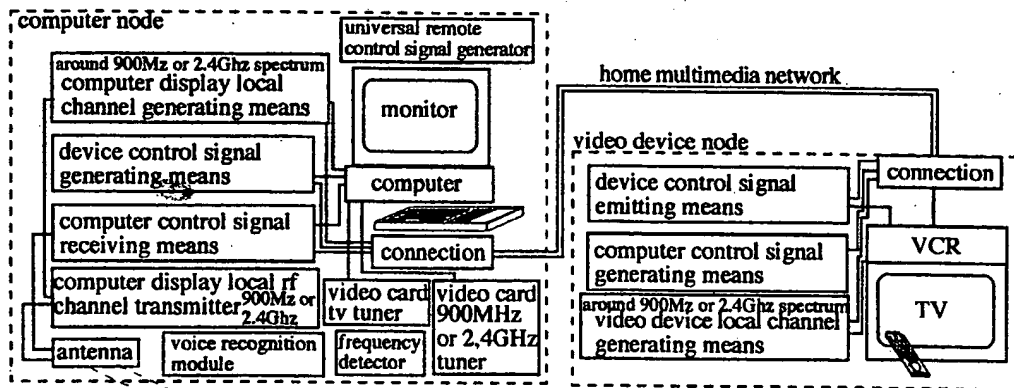 computer node
universal remote
control signal generator
around 900Mz or 2.4Ghz spectrum
computer display local
channel generating means
monitor
device control signal
generating means
computer
computer control signal
receiving means
connection
computer display local rf
channel transmitter 900Mz or
2.4Ghz
video card
tv tuner
video card
900MHz
or 2,4GHz
tuner
antenna
voice recognition
module
frequency
detector
home multimedia network
video device node
connection
device control signal
emitting means
computer control signal
generating means
around 900Mz or 2.4Ghz spectrum
video device local channel
generating means
VCR
TV